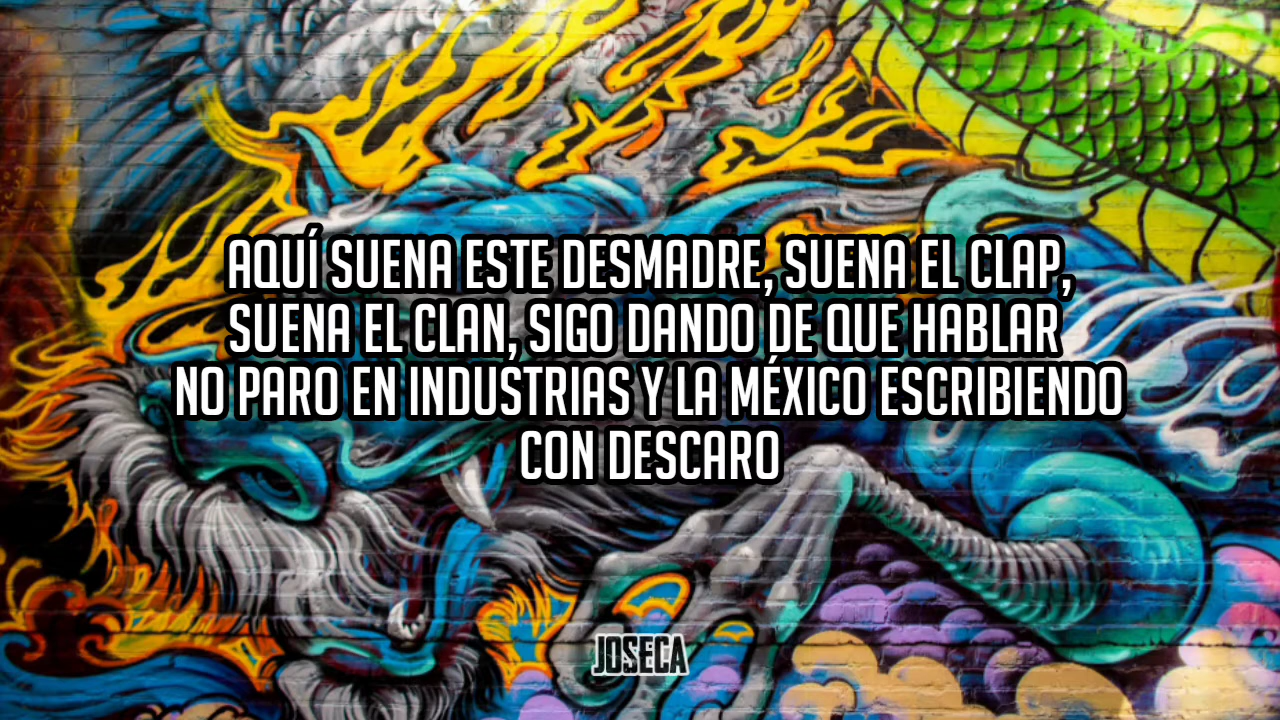 AQUÍ SUENA ESTE DESMADRE, SUENA EL CLAP,
SUENA EL CLAN, SIGO DANDO DE QUE HABLAR
NO PARO EN INDUSTRIAS Y LA MÉXICO ESCRIBIENDO
CON DESCARO
JOSECA